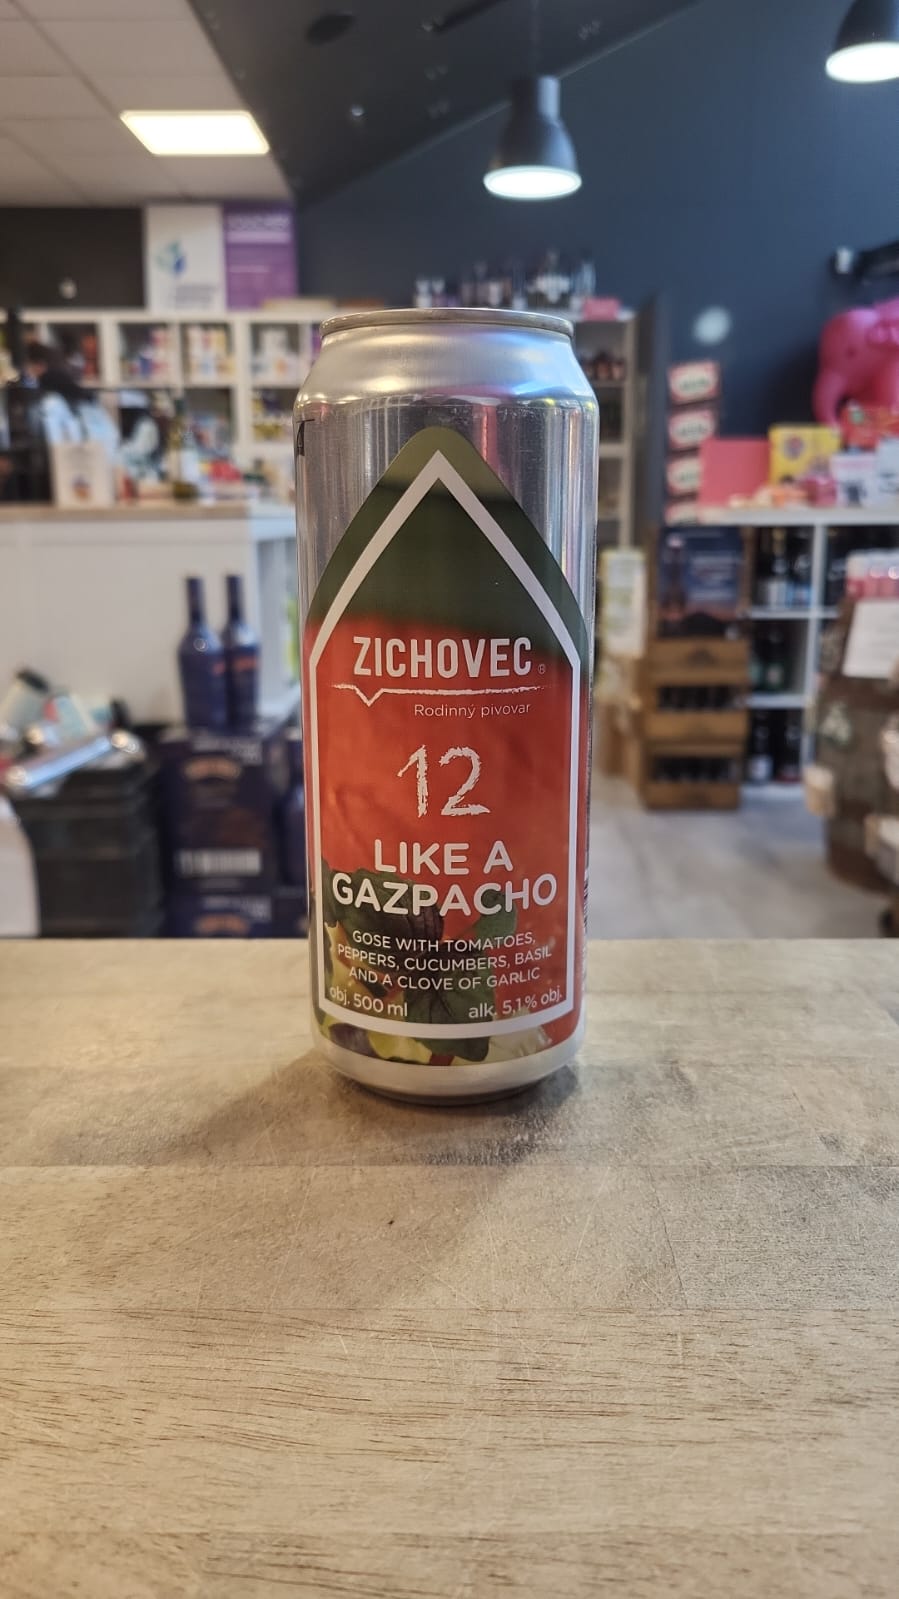 ZICHOVEC®
Rodinný pivovar
12
LIKE A
GAZPACHO
GOSE WITH TOMATOES,
PEPPERS, CUCUMBERS, BASIL
AND A CLOVE OF GARLIC
obj. 500 ml alk. 5,1 % obj.